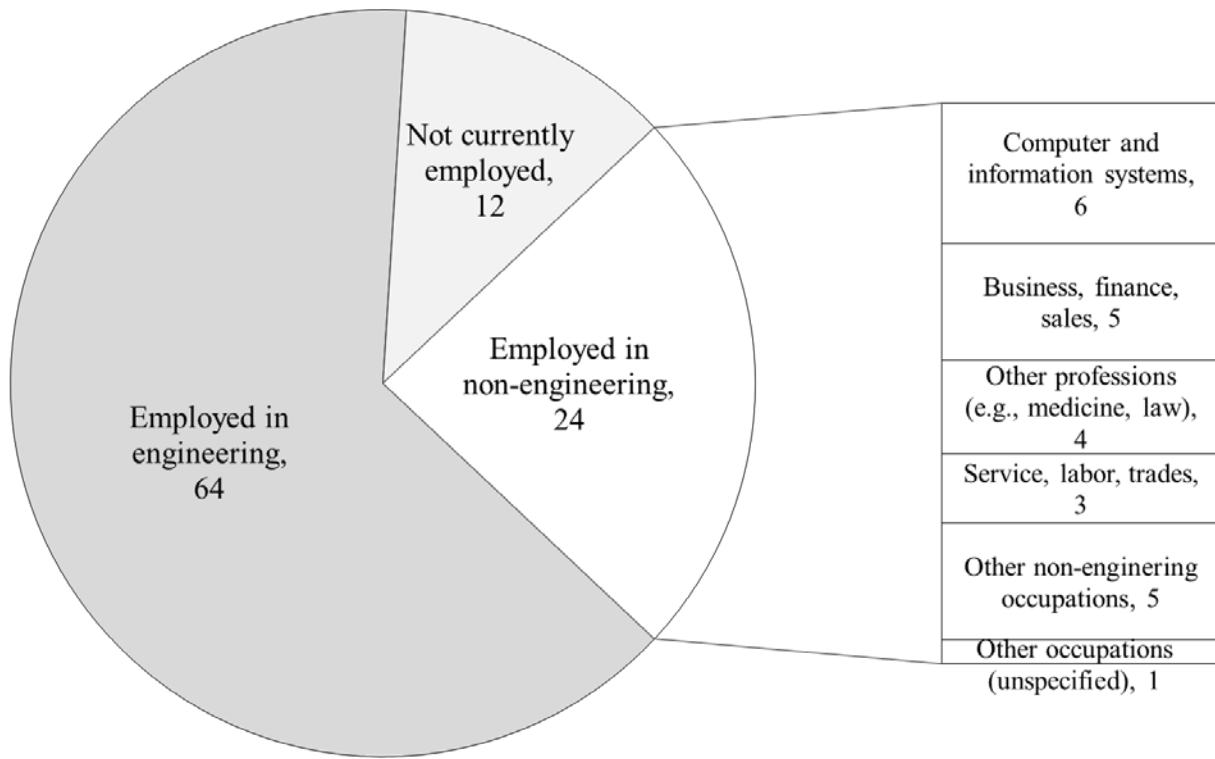 Not currently
employed,
12
Employed in
non-engineering,
24
Employed in
engineering,
64
Computer and
information systems,
6
Business, finance,
sales, 5
Other professions
(e.g., medicine, law),
4
Service, labor, trades,
3
Other non-enginering
occupations, 5
Other occupations
(unspecified), 1